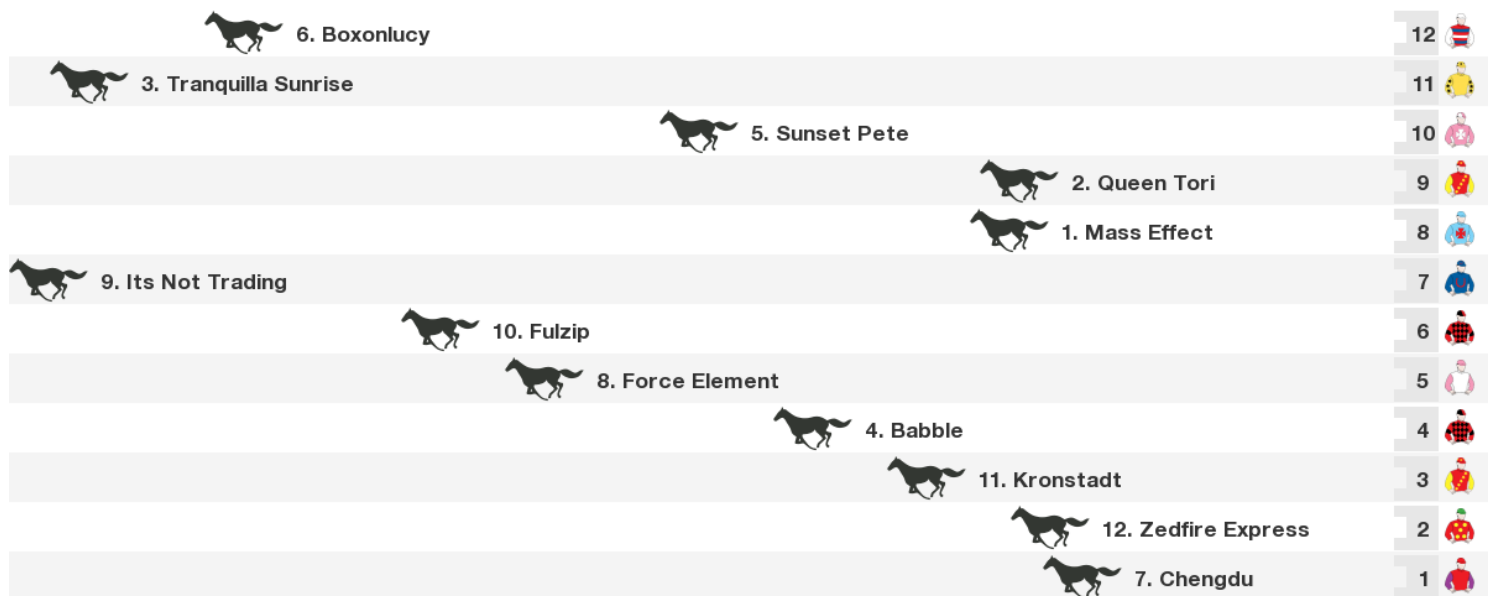 6. Boxonlucy 12
3. Tranquilla Sunrise 11
5. Sunset Pete 10
2. Queen Tori 9
1. Mass Effect 8
9. Its Not Trading 7
10. Fulzip 6
8. Force Element 5
4. Babble 4
11. Kronstadt 3
12. Zedfire Express 2
7. Chengdu 1